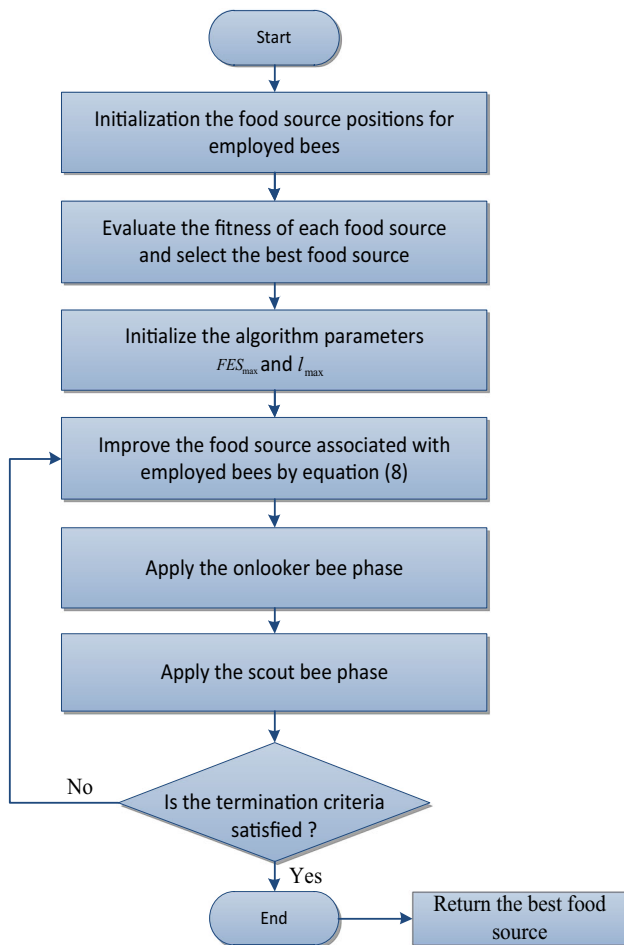 Start
Initialization the food source positions for
employed bees
Evaluate the fitness of each food source
and select the best food source
Initialize the algorithm parameters
FES_max and l_max
Improve the food source associated with
employed bees by equation (8)
Apply the onlooker bee phase
Apply the scout bee phase
No
Is the termination criteria
satisfied ?
Yes
End
Return the best food
source